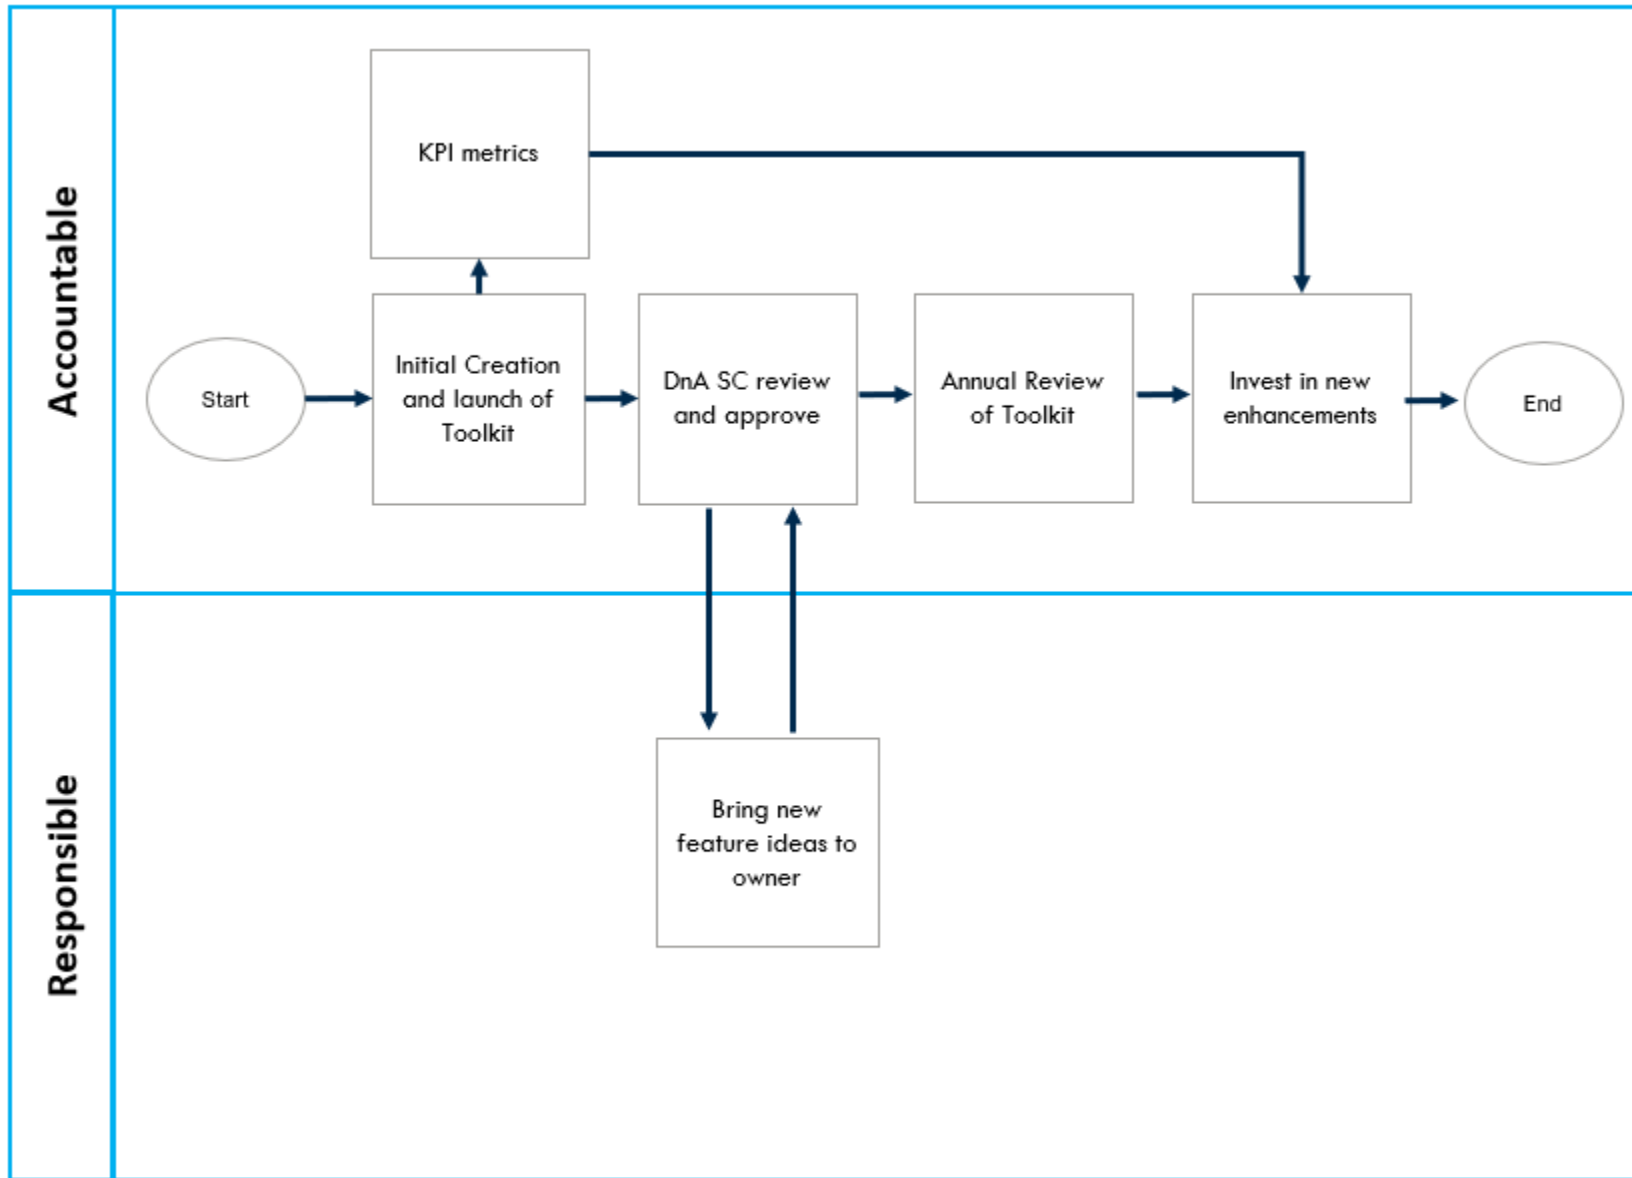 Accountable
KPI metrics
Start
Initial Creation
and launch of
Toolkit
DnA SC review
and approve
Annual Review
of Toolkit
Invest in new
enhancements
End
Responsible
Bring new
feature ideas to
owner